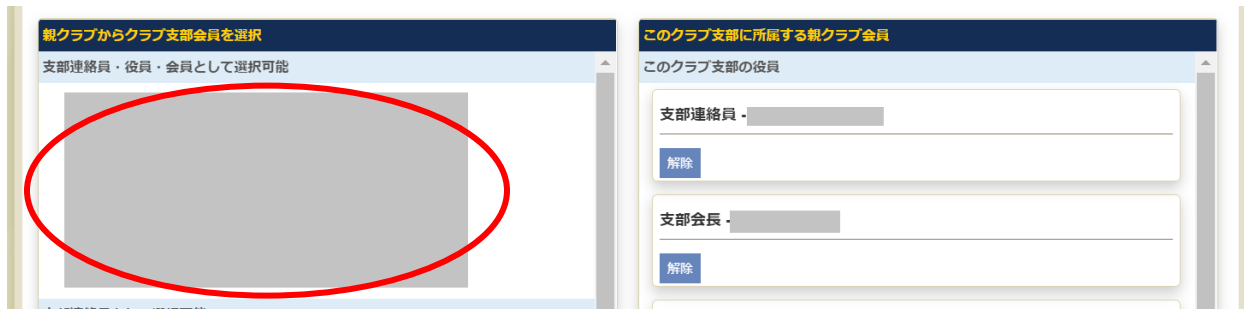 親クラブからクラブ支部会員を選択
支部連絡員・役員・会員として選択可能
このクラブ支部に所属する親クラブ会員
このクラブ支部の役員
支部連絡員 -
解除
支部会長 -
解除